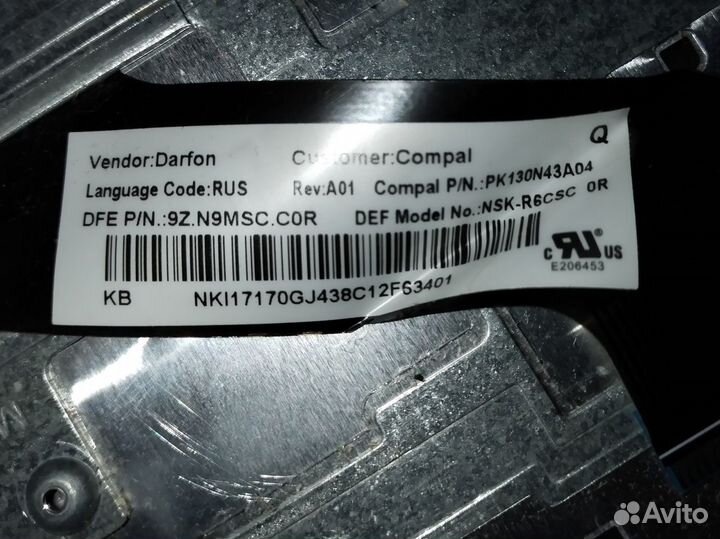 Q
Vendor:Darfon Customer:Compal
Language Code:RUS Rev:A01 Compal P/N.:PK130N43A04
DFE P/N.:9Z.N9MSC.C0R DEF Model No.:NSK-R6CSC 0R
c RU US
E206453
KB NKI17170GJ438C12F63401
Avito